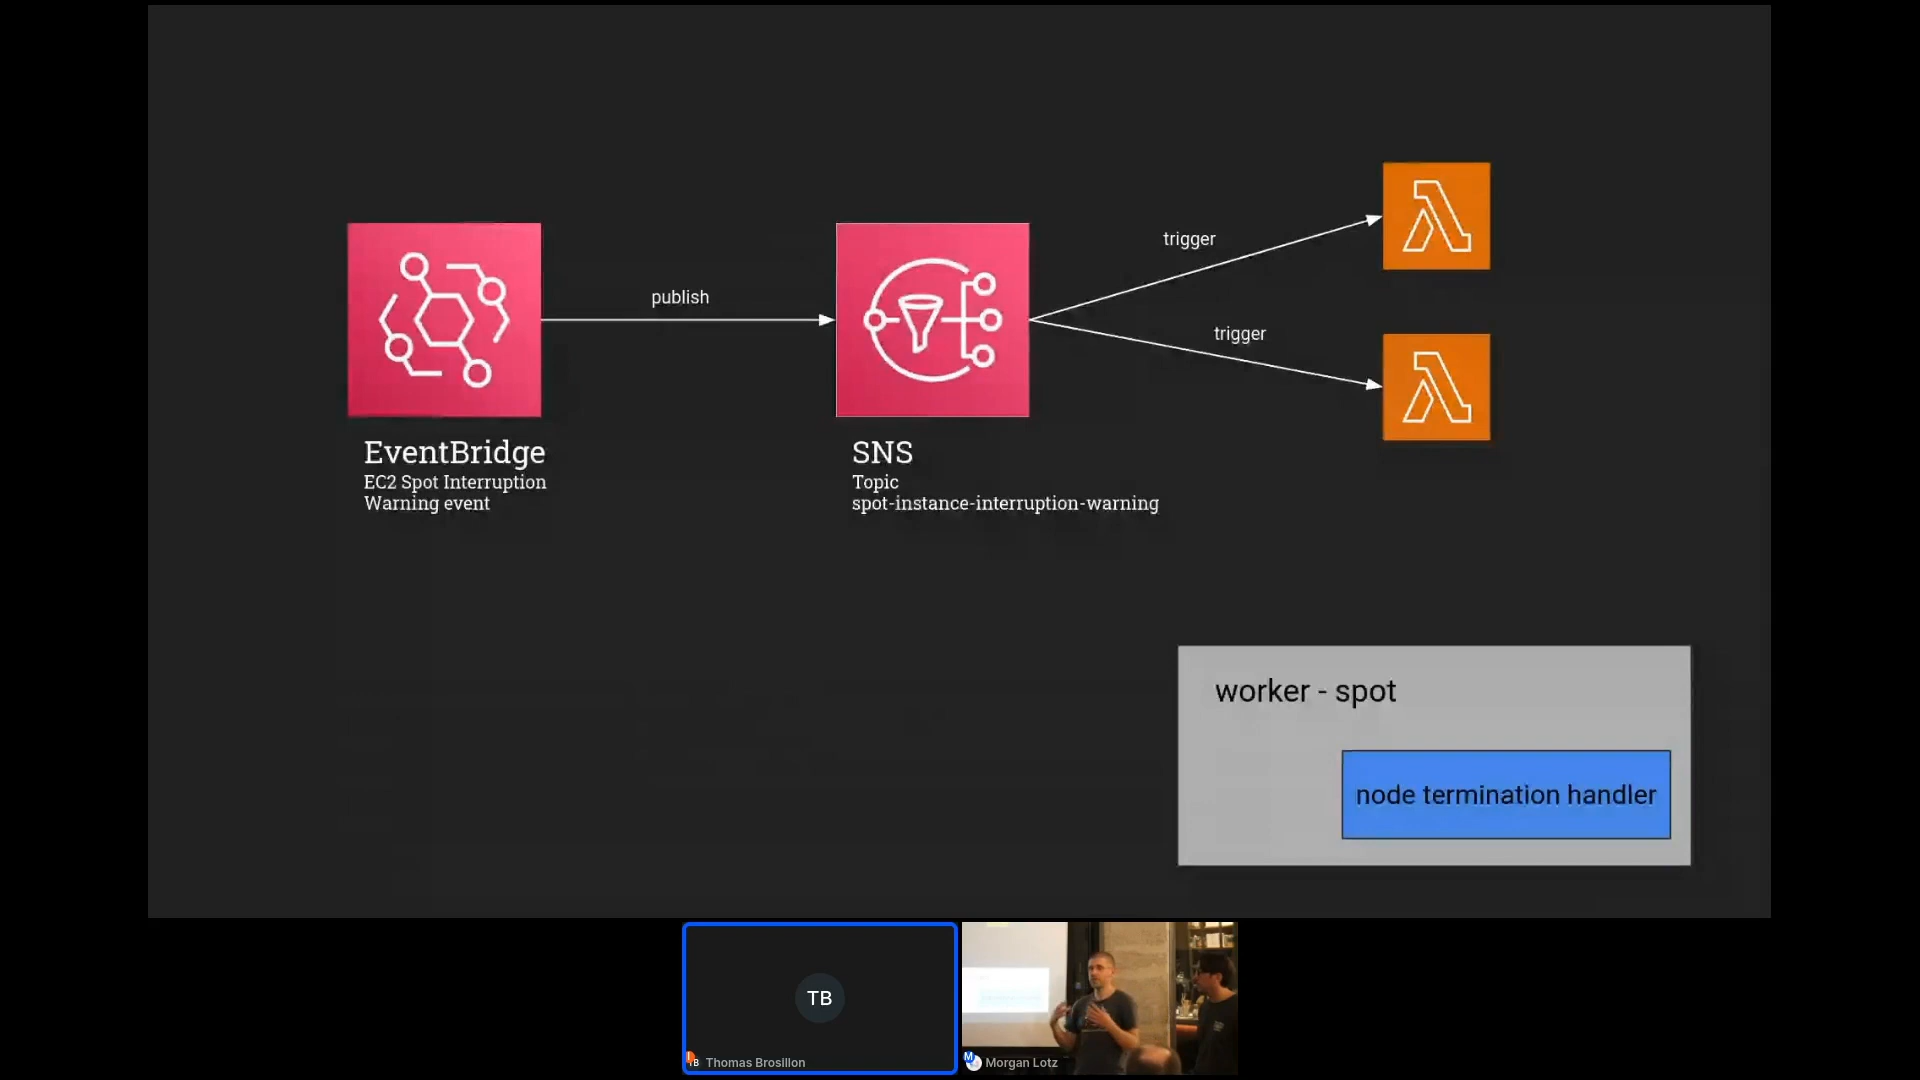 publish
trigger
trigger
EventBridge
EC2 Spot Interruption
Warning event
SNS
Topic
spot-instance-interruption-warning
worker - spot
node termination handler
TB
TB
Thomas Brosillon
M
Morgan Lotz